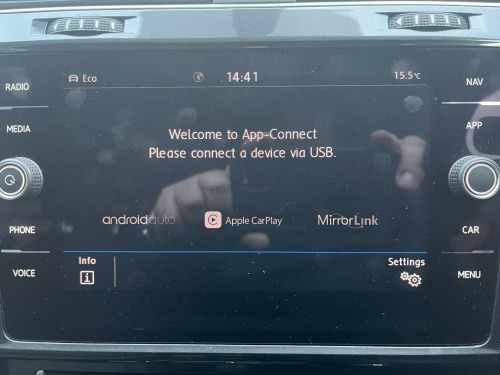 Eco 14:41 15.5°C
RADIO
MEDIA
PHONE
VOICE
Welcome to App-Connect
Please connect a device via USB.
androidauto Apple CarPlay MirrorLink
Info Settings
NAV
APP
CAR
MENU